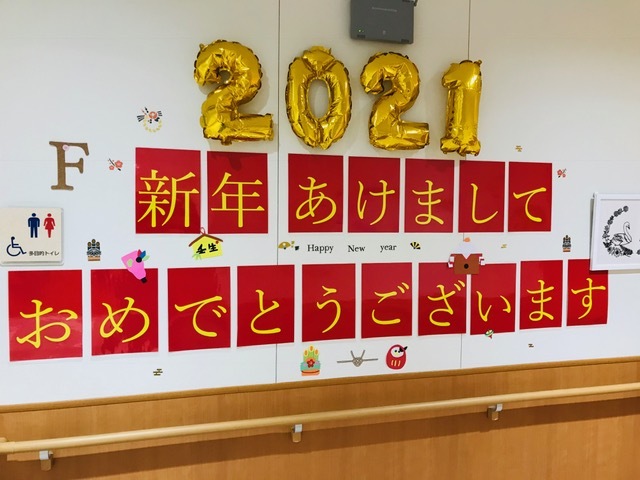 2021
F
新年 あけまして
多目的トイレ
Happy New year
おめでとうございます